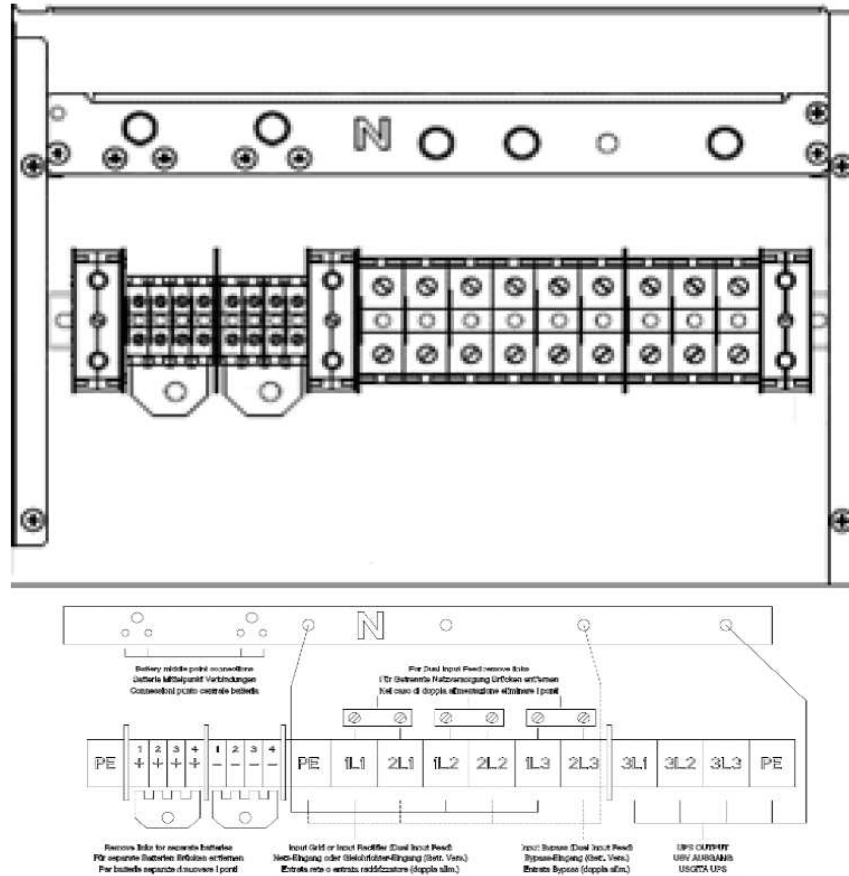 N
N
Battery middle point connections
Batterie Mittelpunkt Verbindungen
Connessioni punto centrale batteria
For Dual Input Feed remove links
Für Getrennte Netzversorgung Brücken entfernen
Nel caso di doppia alimentazione eliminare i ponti
PE 1 2 3 4 1 2 3 4 PE 1L1 2L1 1L2 2L2 1L3 2L3 3L1 3L2 3L3 PE
+ + + + − − − −
Remove links for separate batteries
Für separate Batterien Brücken entfernen
Per batterie separate rimuovere i ponti
Input Grid or Input Rectifier (Dual Input Feed)
Netz-Eingang oder Gleichrichter-Eingang (Getr. Vers.)
Entrata rete o entrata raddrizzatore (doppia alim.)
Input Bypass (Dual Input Feed)
Bypass-Eingang (Getr. Vers.)
Entrata Bypass (doppia alim.)
UPS OUTPUT
USV AUSGANG
USCITA UPS